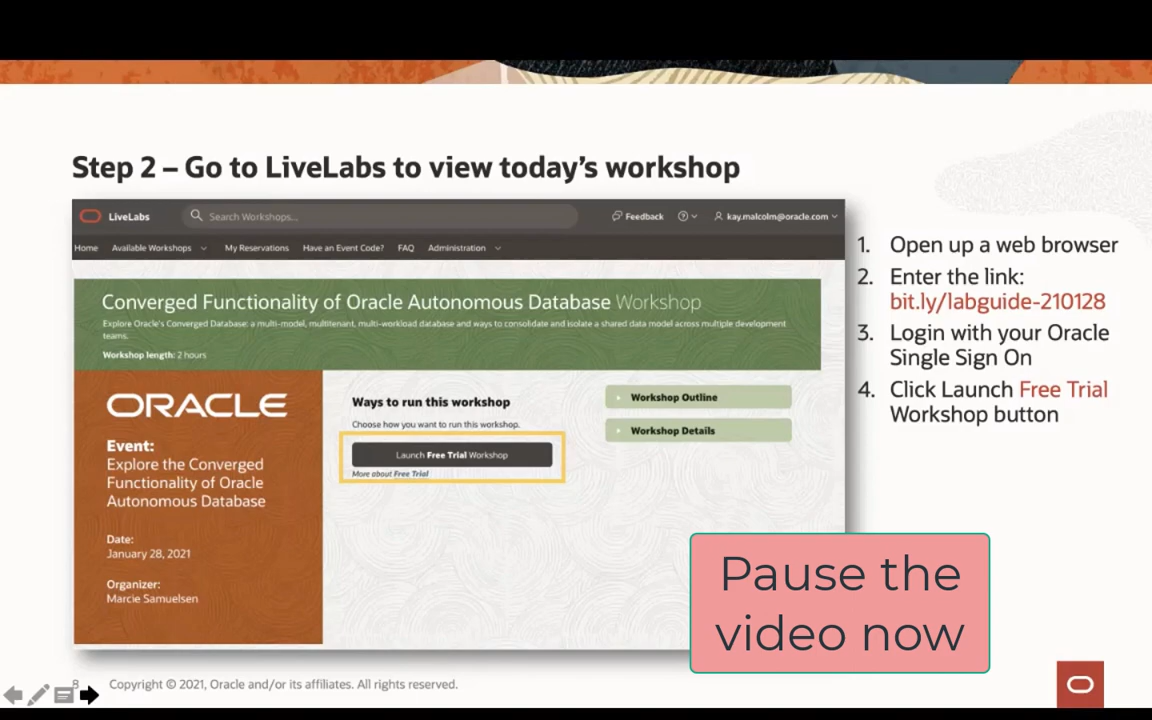 Step 2 – Go to LiveLabs to view today's workshop
LiveLabs
Search Workshops...
Feedback
kay.malcolm@oracle.com
Home
Available Workshops
My Reservations
Have an Event Code?
FAQ
Administration
Converged Functionality of Oracle Autonomous Database Workshop
Explore Oracle's Converged Database: a multi-model, multitenant, multi-workload database and ways to consolidate and isolate a shared data model across multiple development
teams.
Workshop length: 2 hours
ORACLE
Event:
Explore the Converged
Functionality of Oracle
Autonomous Database
Date:
January 28, 2021
Organizer:
Marcie Samuelsen
Ways to run this workshop
Choose how you want to run this workshop.
Launch Free Trial Workshop
More about Free Trial
Workshop Outline
Workshop Details
1. Open up a web browser
2. Enter the link:
bit.ly/labguide-210128
3. Login with your Oracle
Single Sign On
4. Click Launch Free Trial
Workshop button
Pause the
video now
8
Copyright © 2021, Oracle and/or its affiliates. All rights reserved.